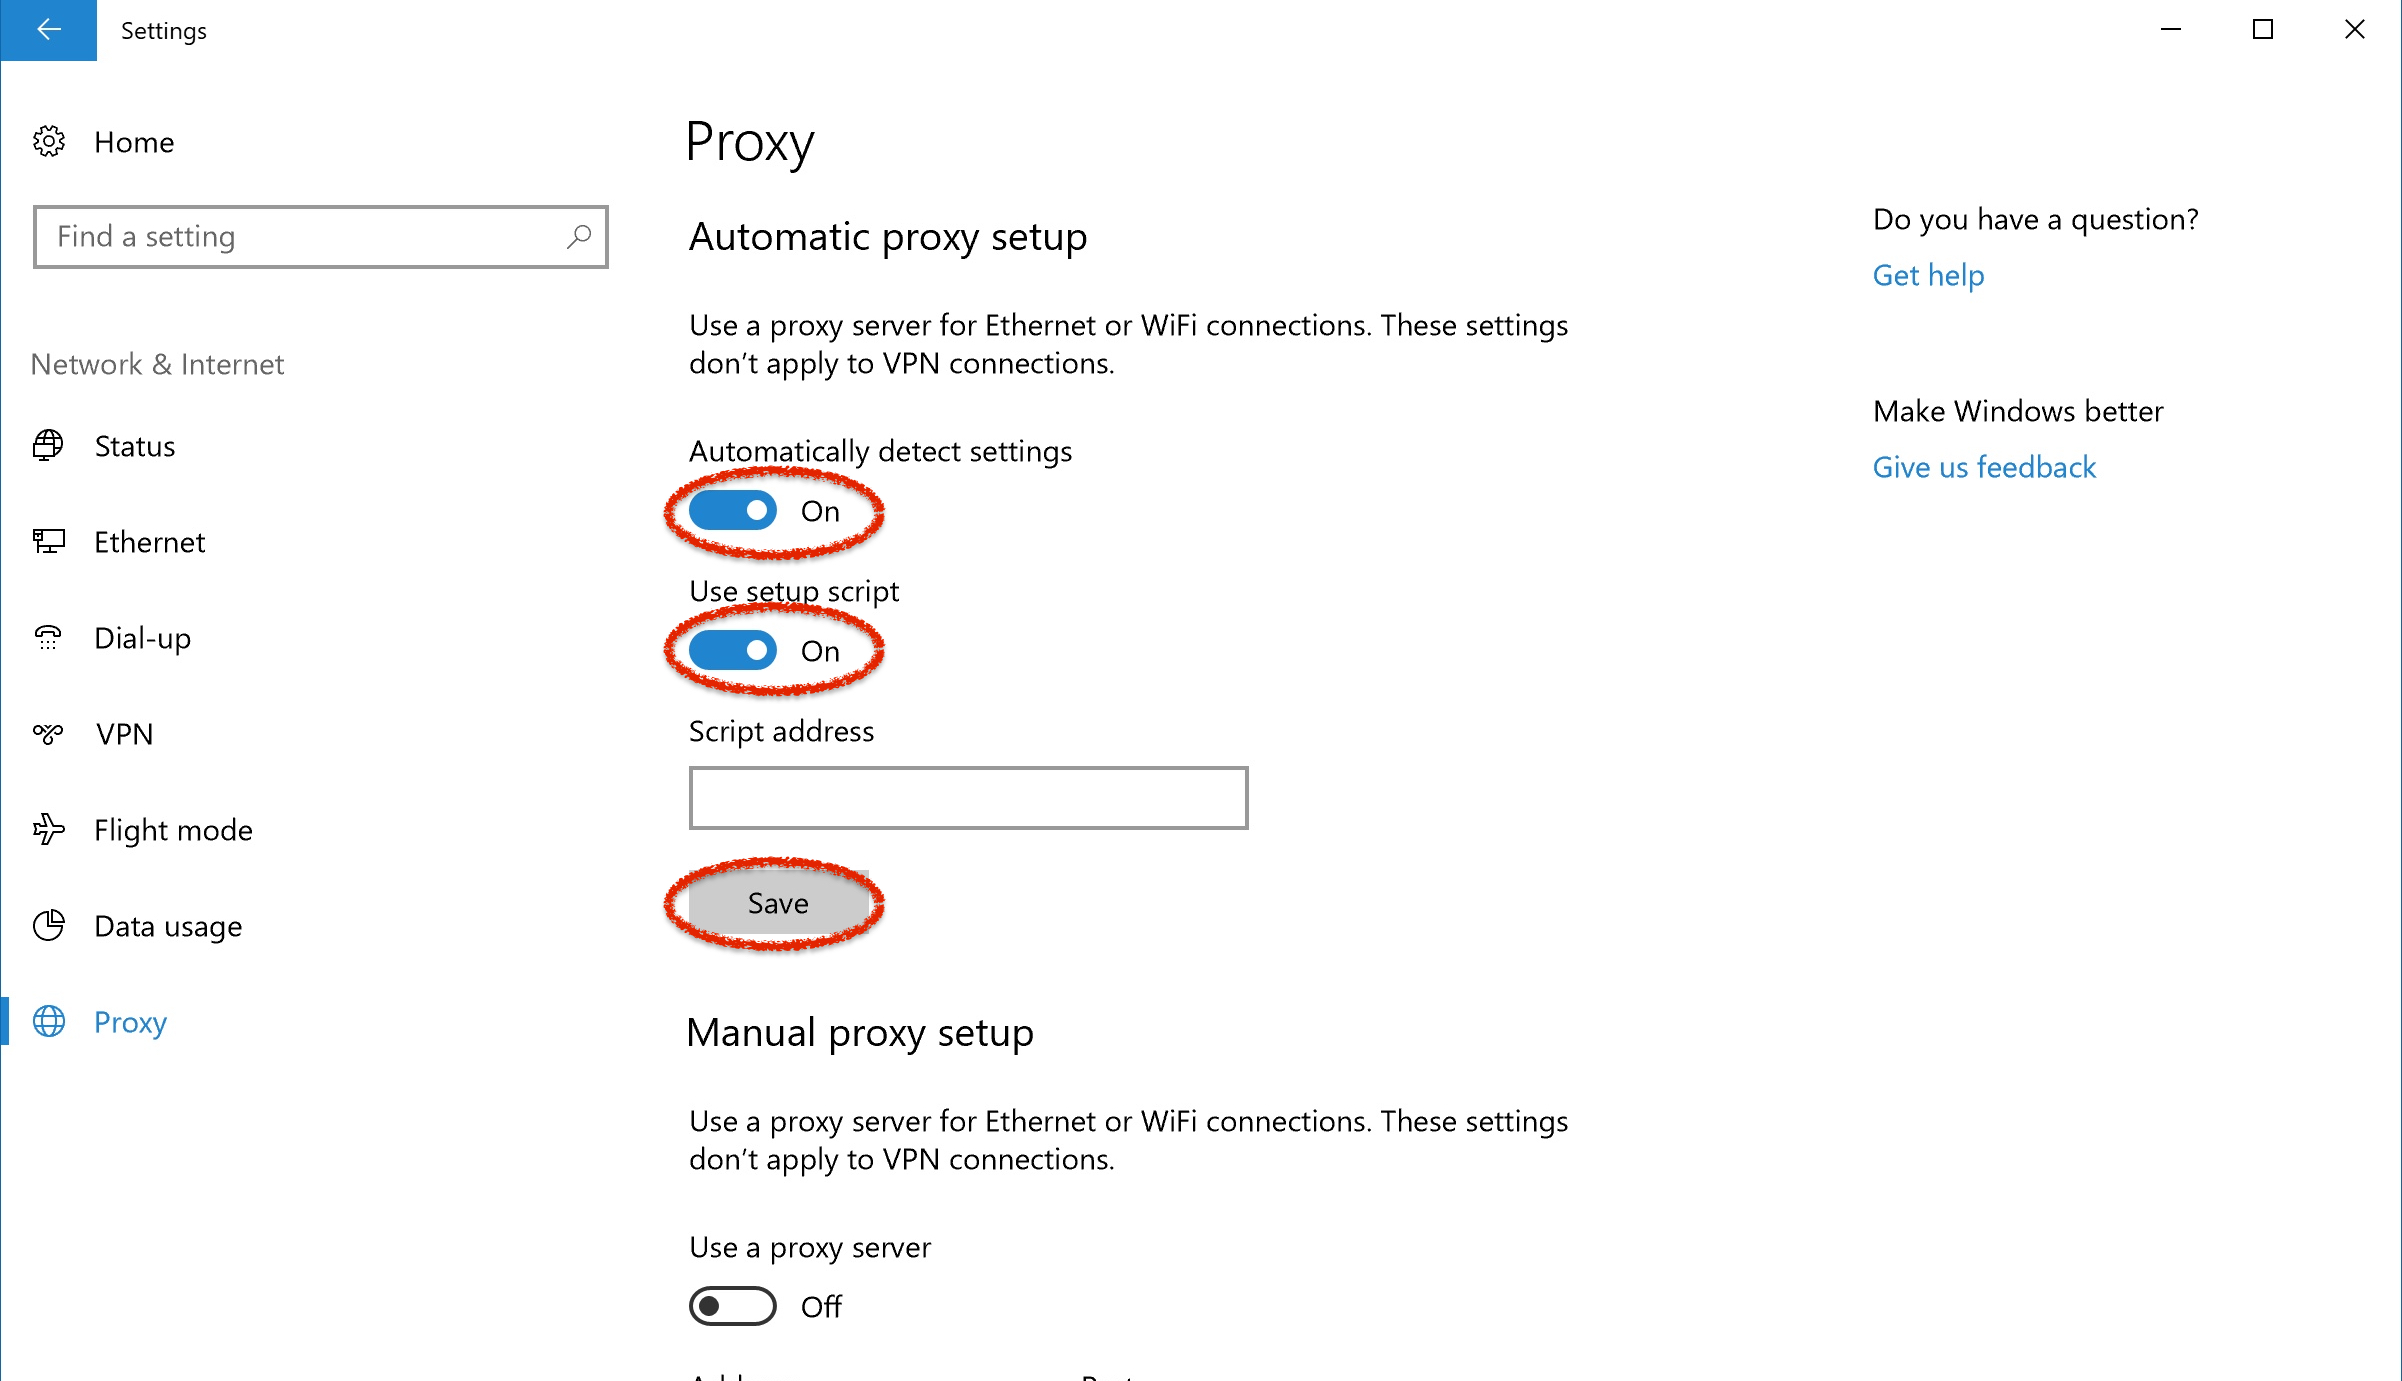 Settings
Home
Find a setting
Network & Internet
Status
Ethernet
Dial-up
VPN
Flight mode
Data usage
Proxy
Proxy
Automatic proxy setup
Use a proxy server for Ethernet or WiFi connections. These settings
don't apply to VPN connections.
Automatically detect settings
On
Use setup script
On
Script address
Save
Manual proxy setup
Use a proxy server for Ethernet or WiFi connections. These settings
don't apply to VPN connections.
Use a proxy server
Off
Do you have a question?
Get help
Make Windows better
Give us feedback